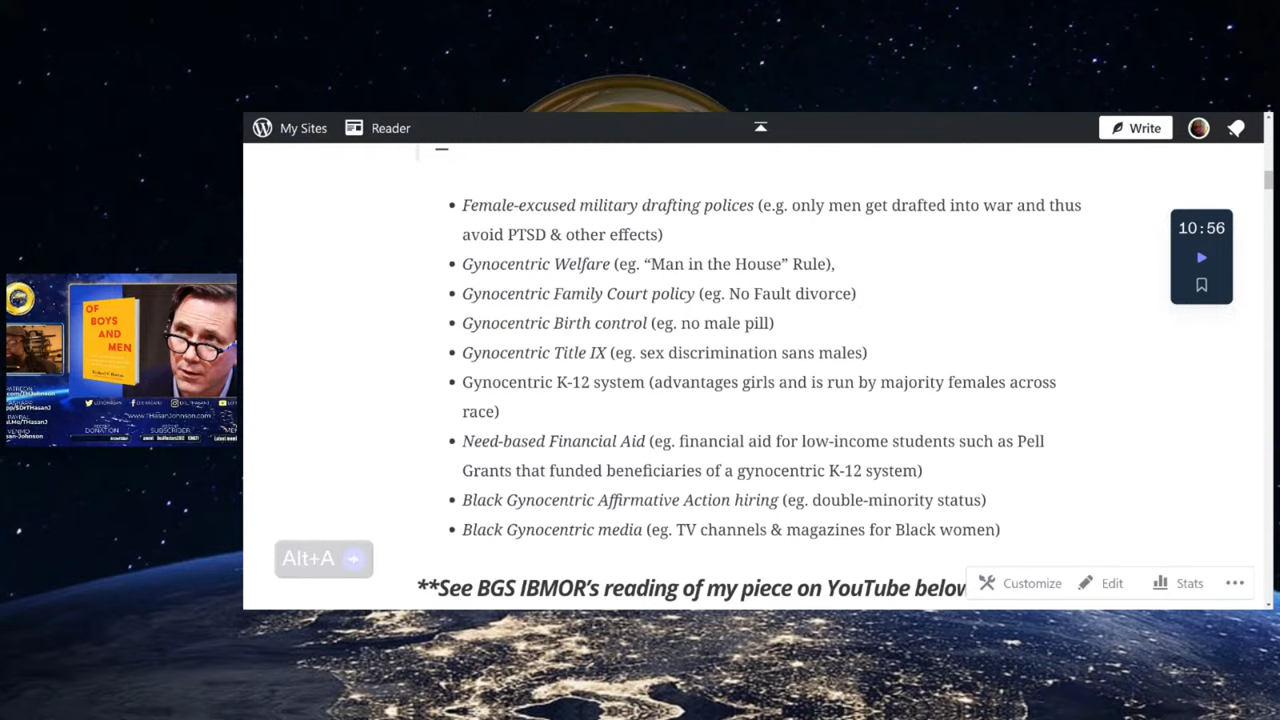 My Sites
Reader
Write
Female-excused military drafting polices (e.g. only men get drafted into war and thus
avoid PTSD & other effects)
Gynocentric Welfare (eg. “Man in the House” Rule),
Gynocentric Family Court policy (eg. No Fault divorce)
Gynocentric Birth control (eg. no male pill)
Gynocentric Title IX (eg. sex discrimination sans males)
Gynocentric K-12 system (advantages girls and is run by majority females across
race)
Need-based Financial Aid (eg. financial aid for low-income students such as Pell
Grants that funded beneficiaries of a gynocentric K-12 system)
Black Gynocentric Affirmative Action hiring (eg. double-minority status)
Black Gynocentric media (eg. TV channels & magazines for Black women)
**See BGS IBMOR’s reading of my piece on YouTube below
10:56
Customize
Edit
Stats
Alt+A
OF
BOYS
AND
MEN
www.THasanJohnson.com
DONATION
SUBSCRIBER